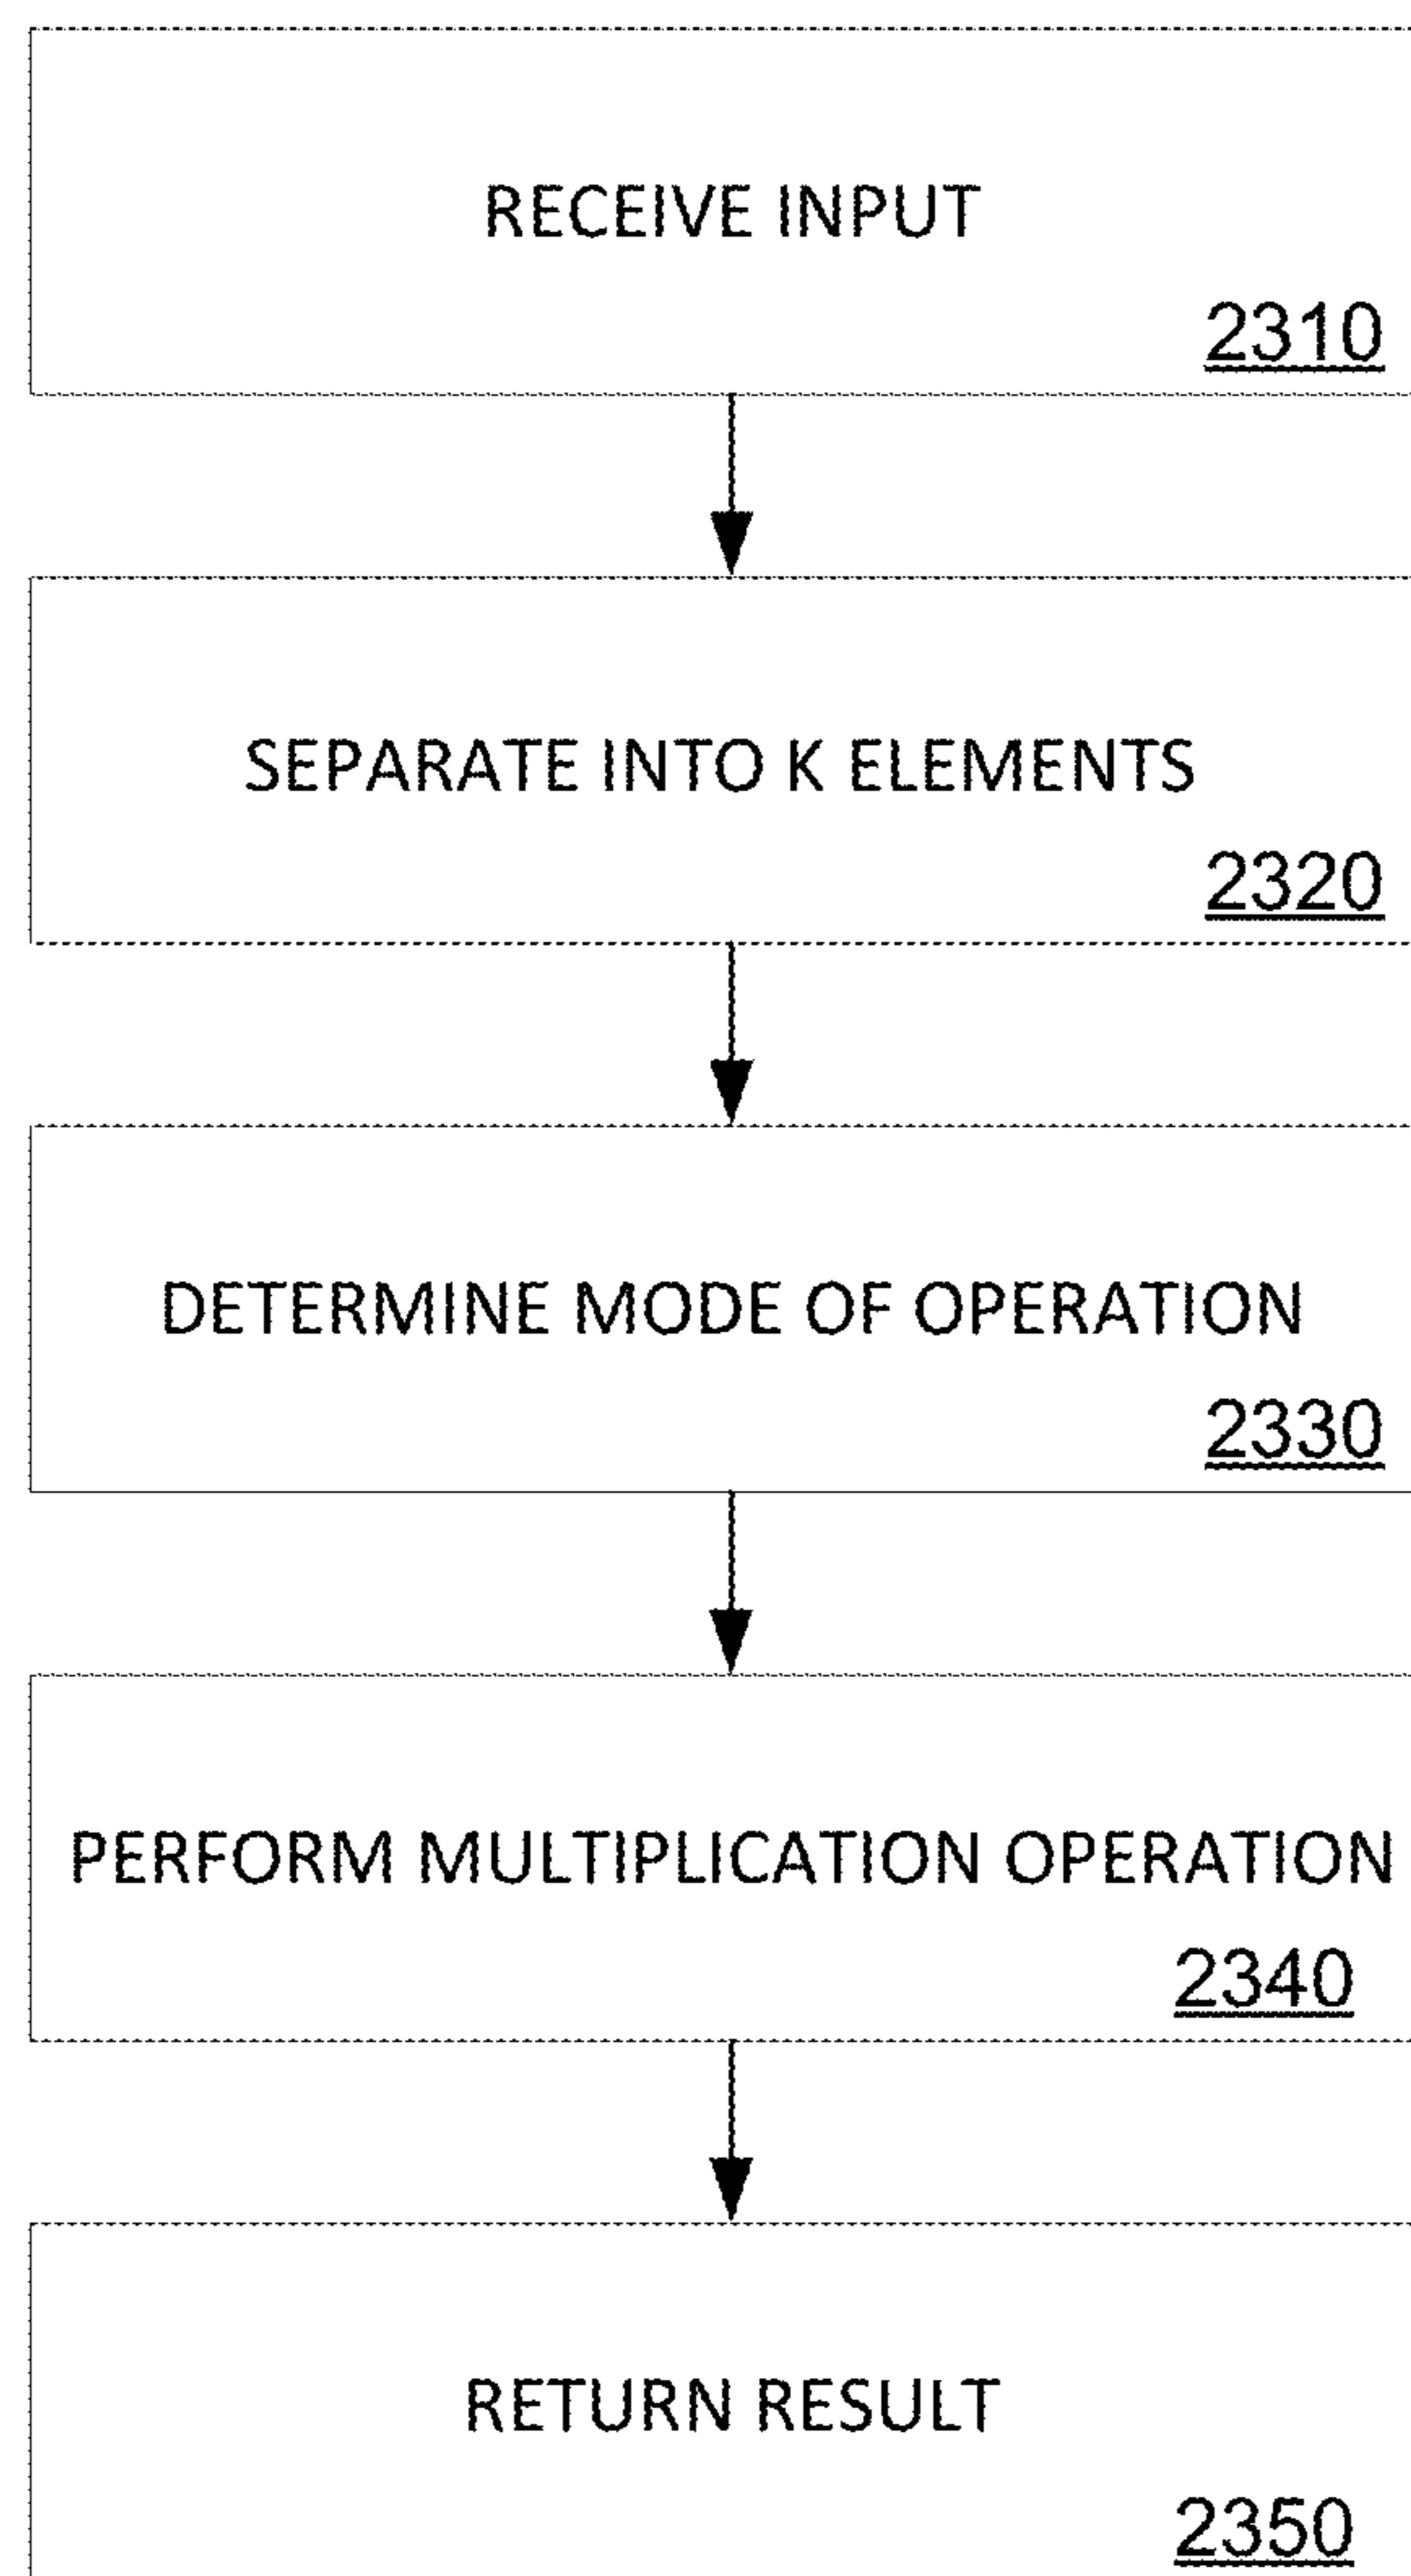 RECEIVE INPUT
2310
SEPARATE INTO K ELEMENTS
2320
DETERMINE MODE OF OPERATION
2330
PERFORM MULTIPLICATION OPERATION
2340
RETURN RESULT
2350